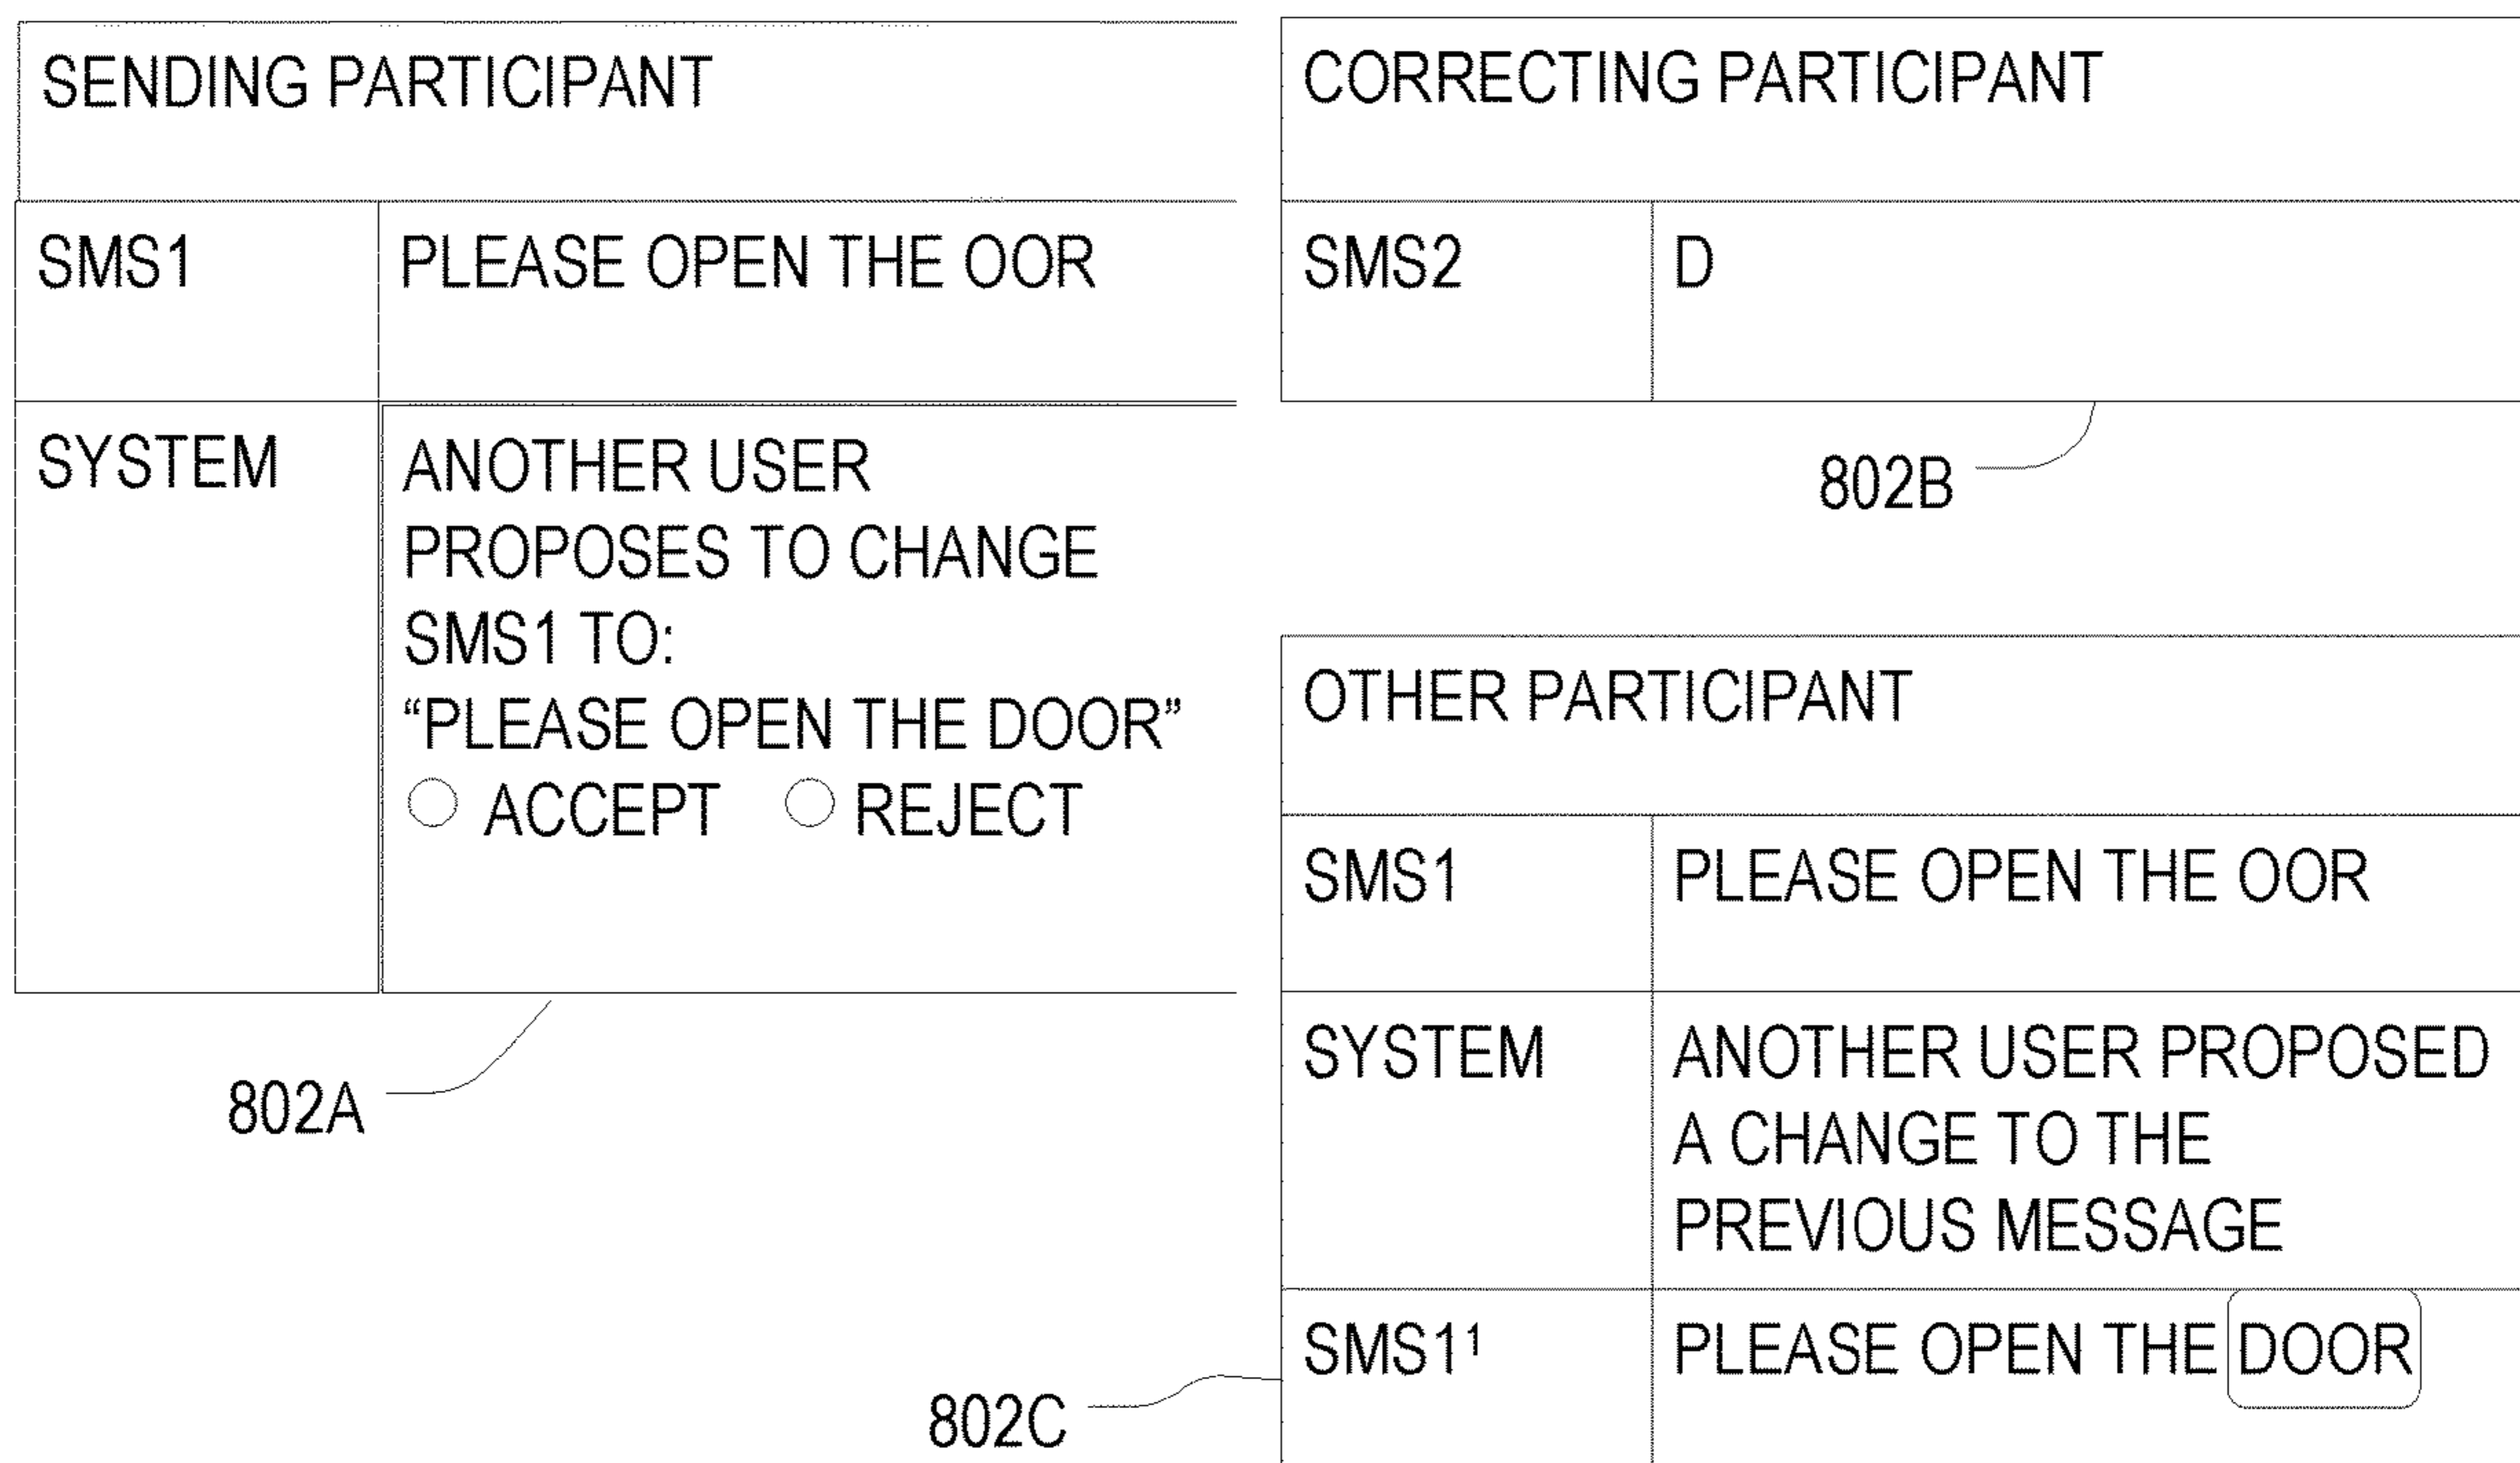 SENDING PARTICIPANT
SMS1 PLEASE OPEN THE OOR
SYSTEM ANOTHER USER
PROPOSES TO CHANGE
SMS1 TO:
“PLEASE OPEN THE DOOR”
ACCEPT REJECT
802A
CORRECTING PARTICIPANT
SMS2 D
802B
OTHER PARTICIPANT
SMS1 PLEASE OPEN THE OOR
SYSTEM ANOTHER USER PROPOSED
A CHANGE TO THE
PREVIOUS MESSAGE
SMS1¹ PLEASE OPEN THE DOOR
802C